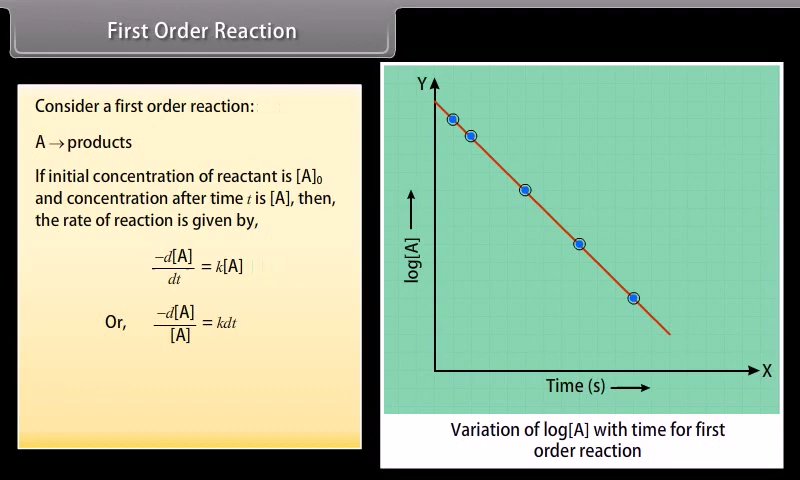 First Order Reaction
Consider a first order reaction:
A → products
If initial concentration of reactant is [A]₀
and concentration after time t is [A], then,
the rate of reaction is given by,
−d[A]/dt = k[A]
Or, −d[A]/[A] = kdt
Y
log[A]
X
Time (s)
Variation of log[A] with time for first
order reaction